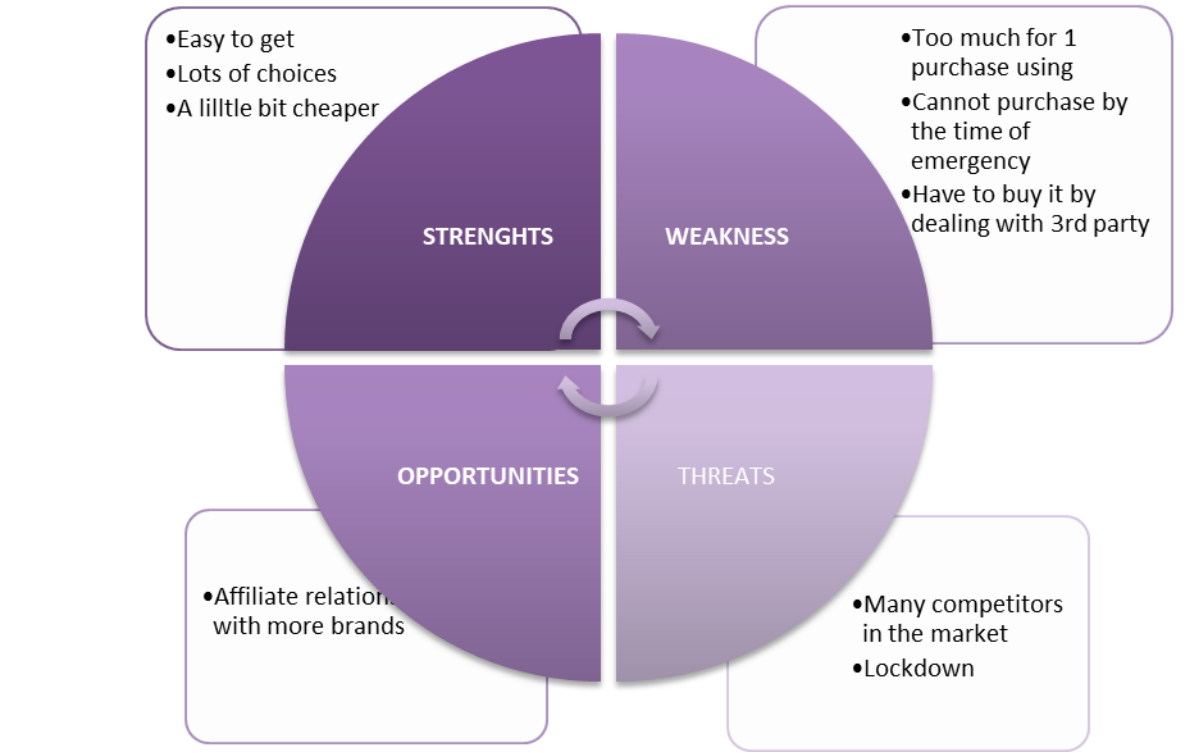 •Easy to get
•Lots of choices
•A lilltle bit cheaper
STRENGHTS
•Too much for 1
purchase using
•Cannot purchase by
the time of
emergency
•Have to buy it by
dealing with 3rd party
WEAKNESS
OPPORTUNITIES
•Affiliate relation
with more brands
THREATS
•Many competitors
in the market
•Lockdown